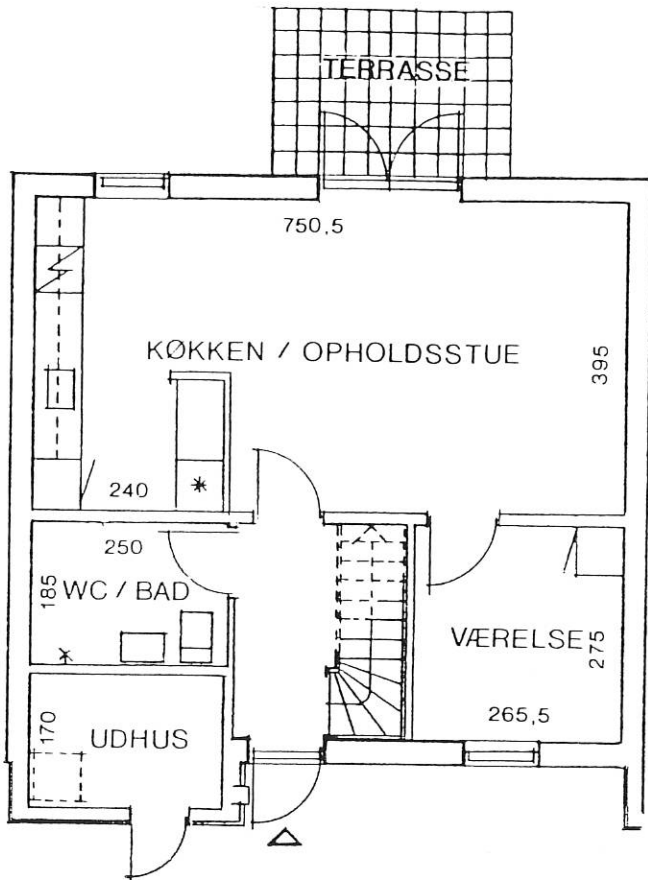 TERRASSE
750,5
KØKKEN / OPHOLDSSTUE
395
240
250
185
WC / BAD
VÆRELSE
275
265,5
170
UDHUS